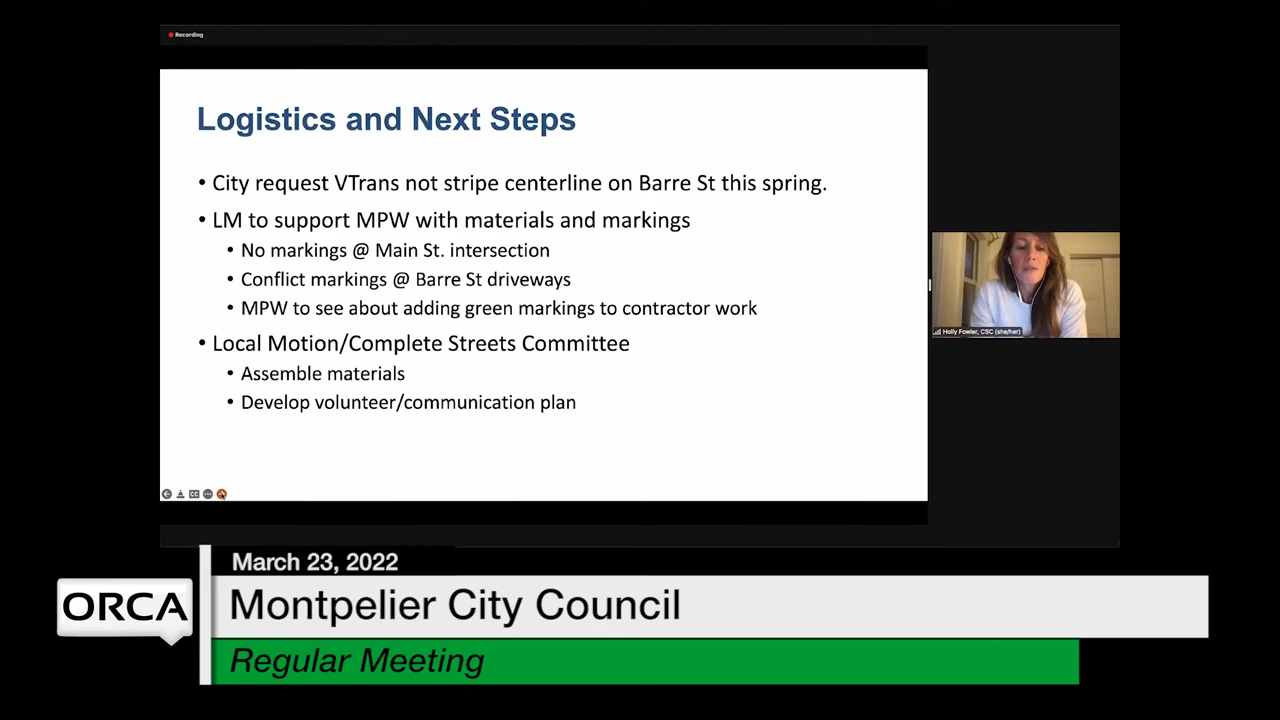 Recording
Logistics and Next Steps
• City request VTrans not stripe centerline on Barre St this spring.
• LM to support MPW with materials and markings
• No markings @ Main St. intersection
• Conflict markings @ Barre St driveways
• MPW to see about adding green markings to contractor work
• Local Motion/Complete Streets Committee
• Assemble materials
• Develop volunteer/communication plan
Holly Fowler, CSC (she/her)
CC
March 23, 2022
ORCA
Montpelier City Council
Regular Meeting